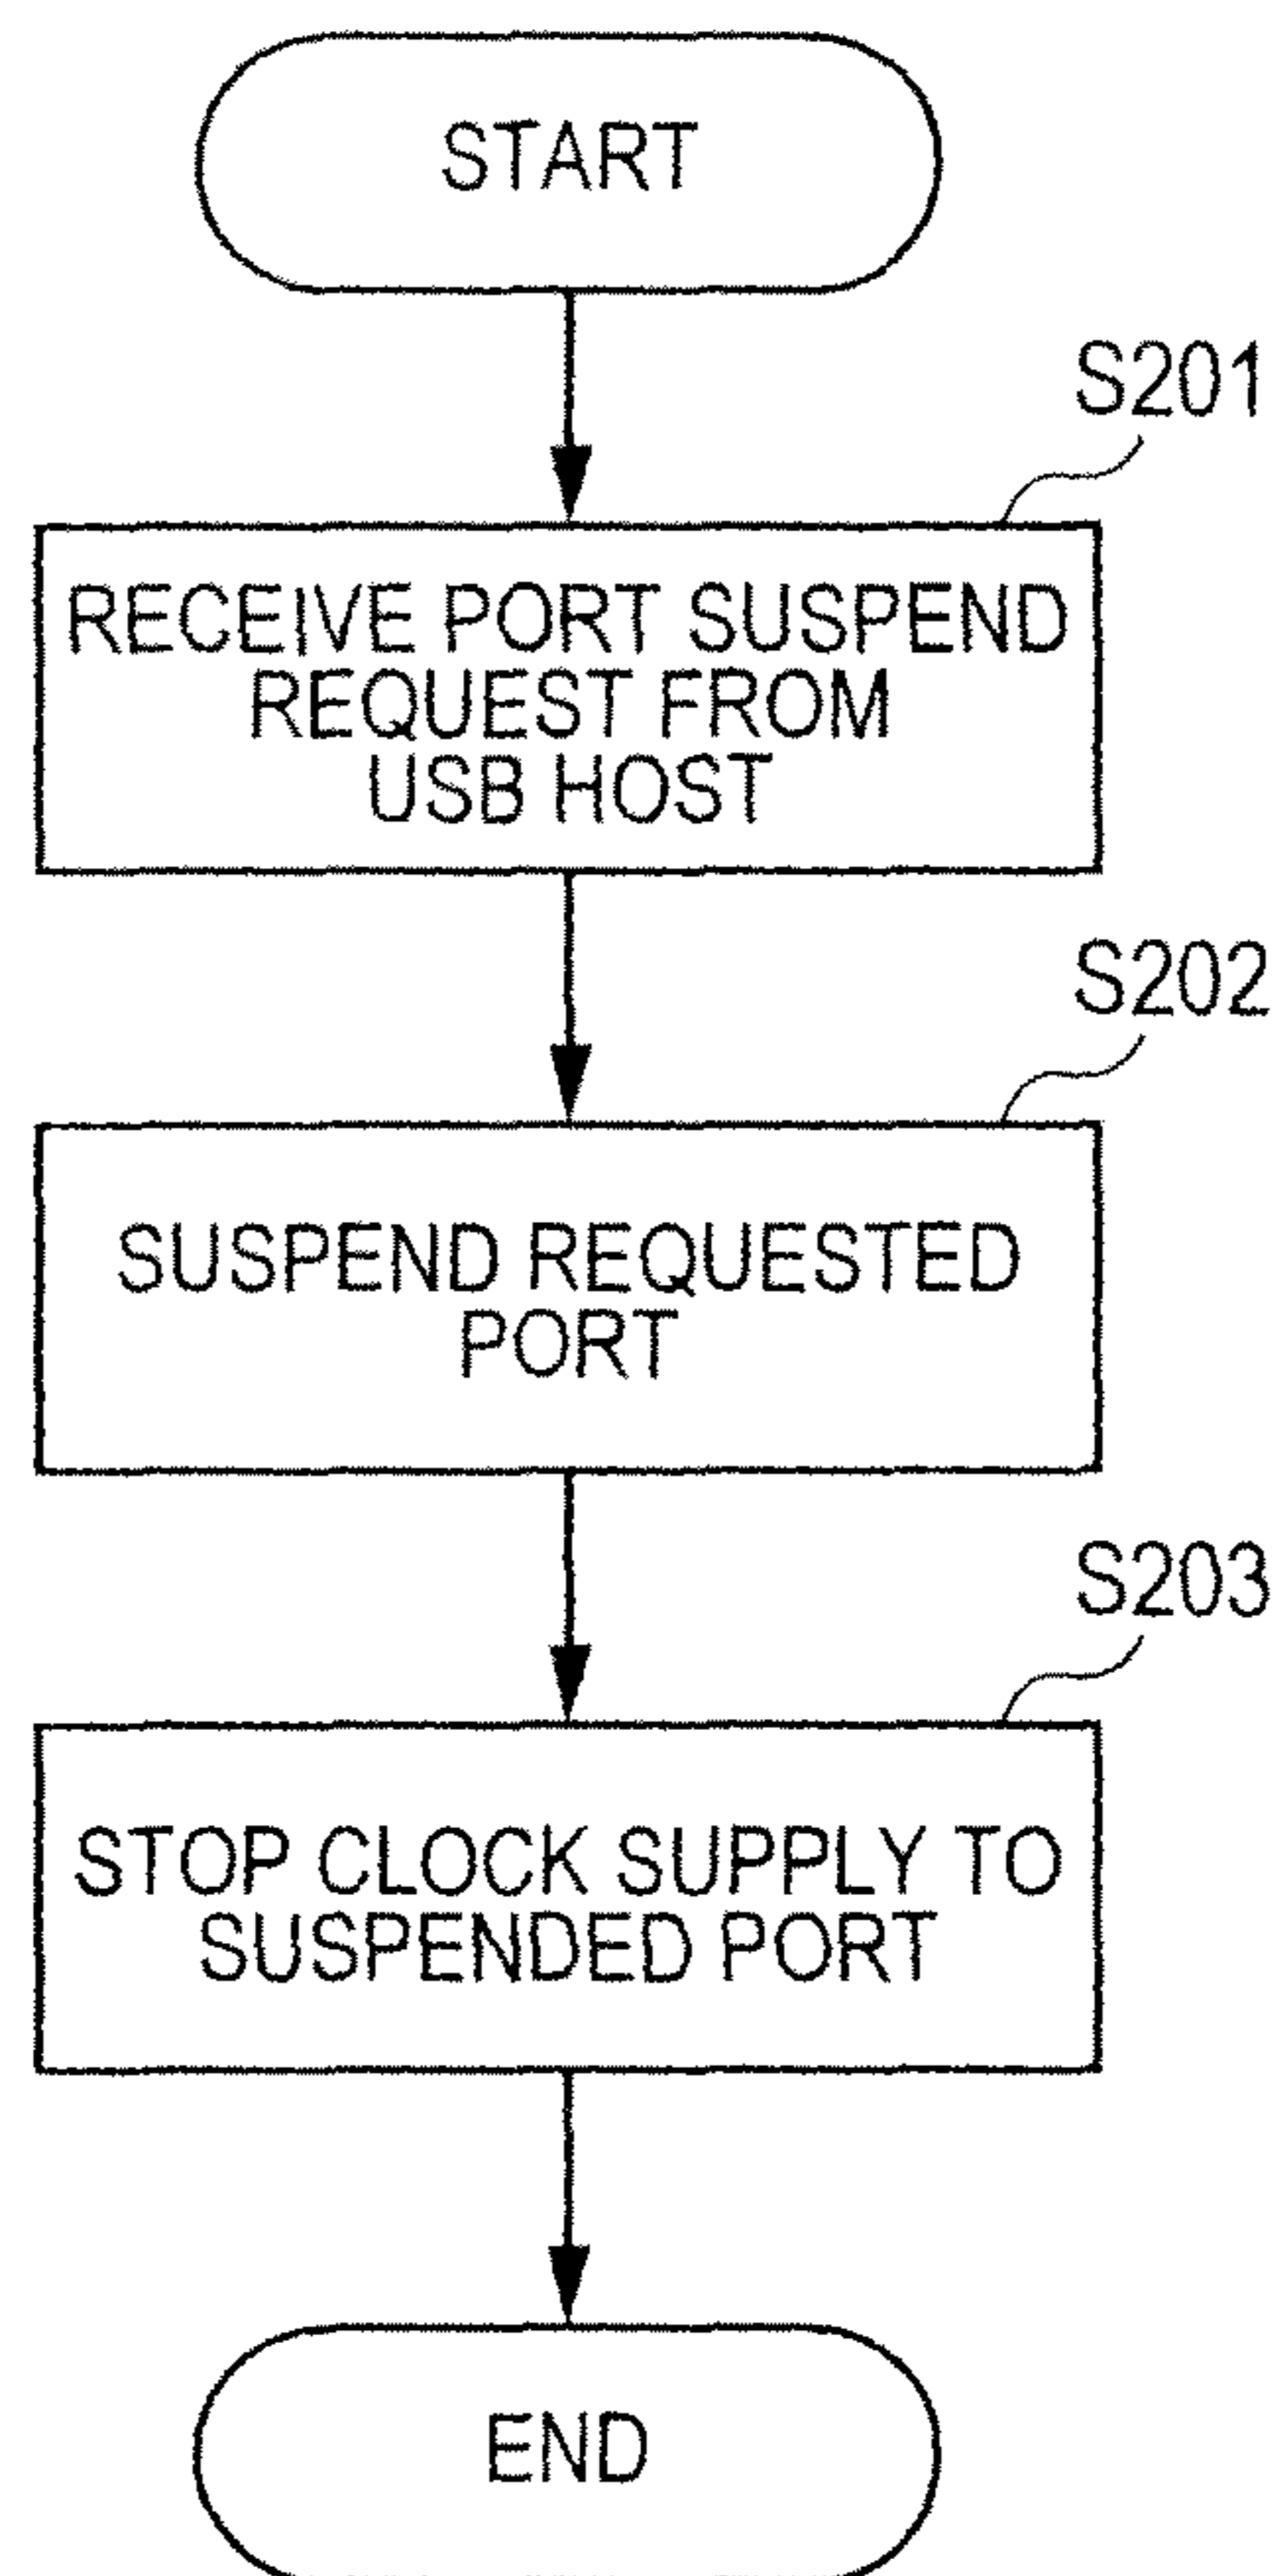 START
S201
RECEIVE PORT SUSPEND
REQUEST FROM
USB HOST
S202
SUSPEND REQUESTED
PORT
S203
STOP CLOCK SUPPLY TO
SUSPENDED PORT
END